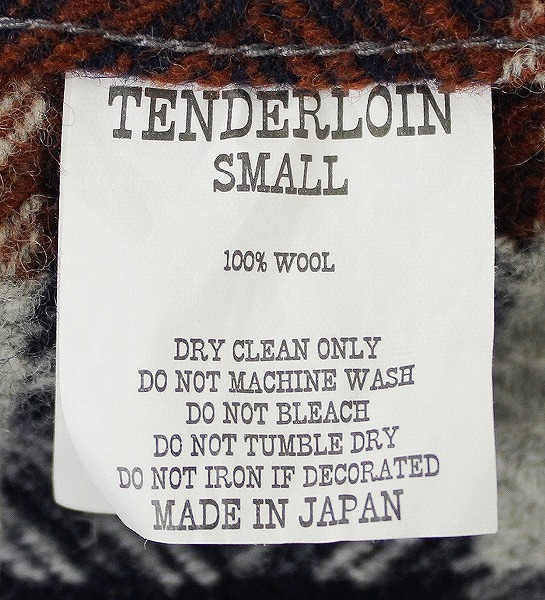 TENDERLOIN
SMALL
100% WOOL
DRY CLEAN ONLY
DO NOT MACHINE WASH
DO NOT BLEACH
DO NOT TUMBLE DRY
DO NOT IRON IF DECORATED
MADE IN JAPAN